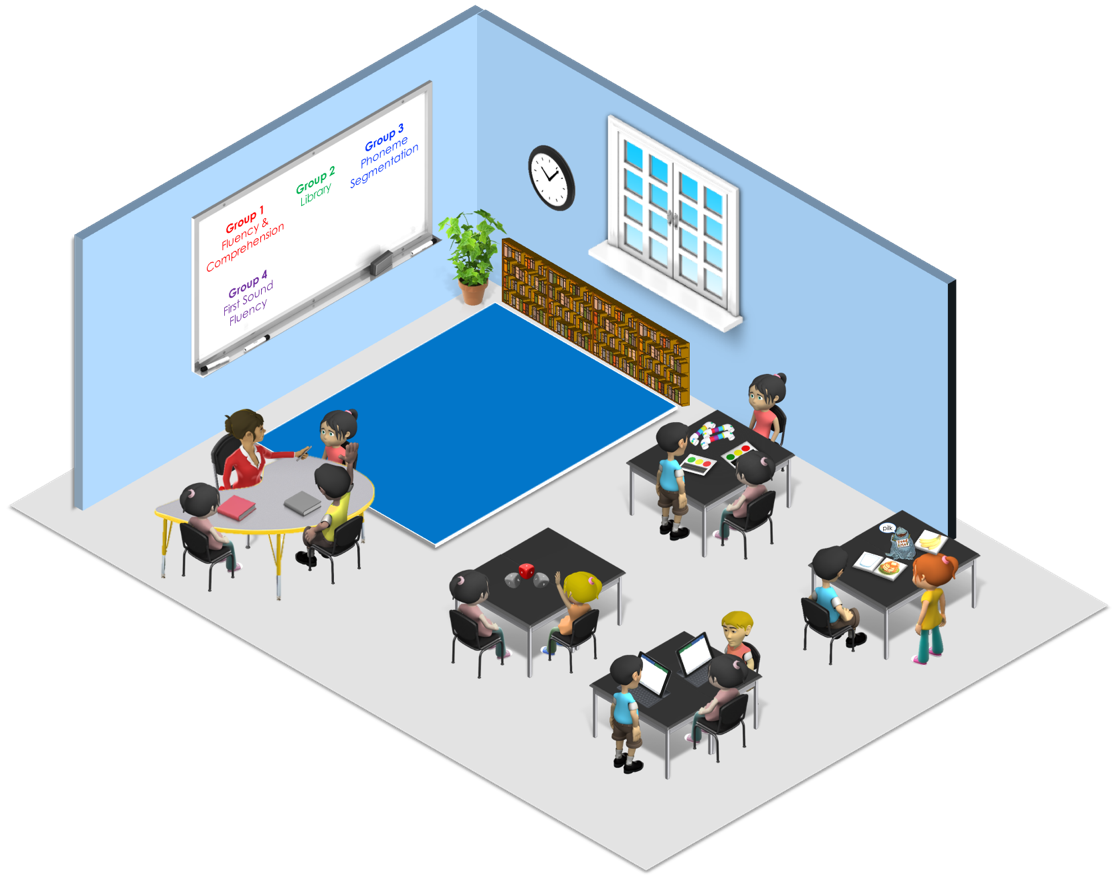 Group 1
Fluency &
Comprehension
Group 2
Library
Group 3
Phoneme
Segmentation
Group 4
First Sound
Fluency
pik